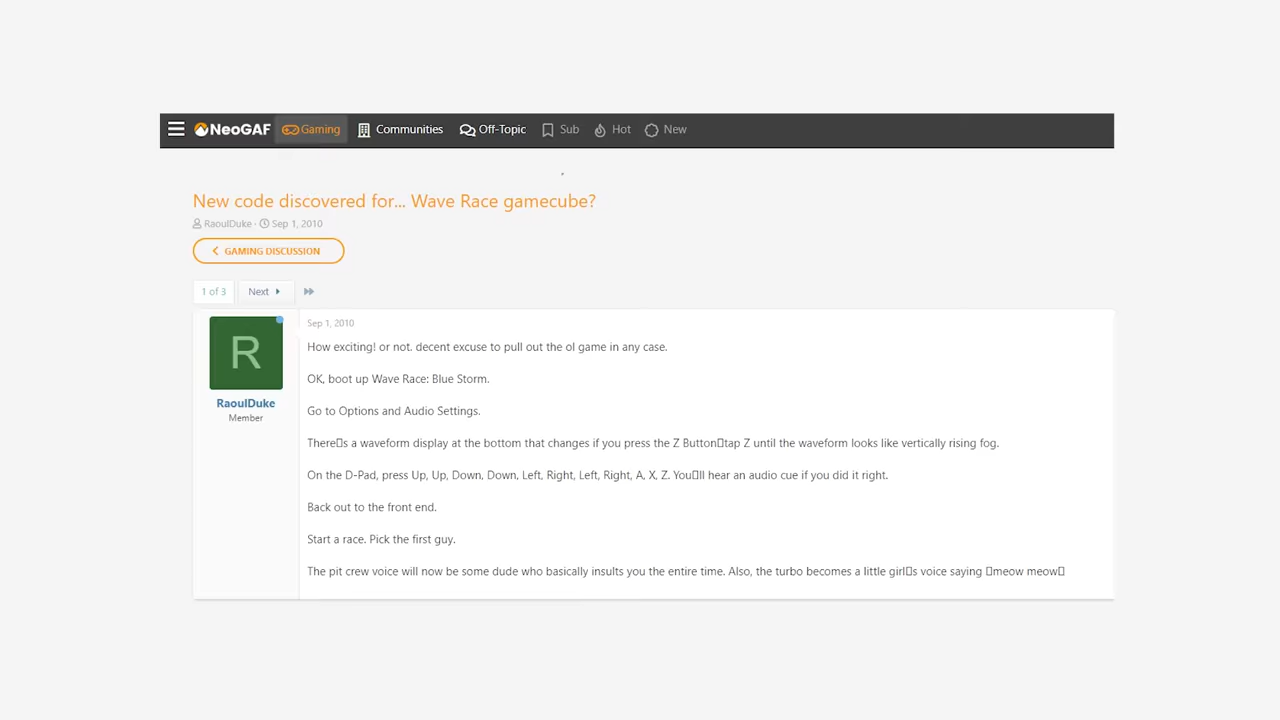 NeoGAF Gaming Communities Off-Topic Sub Hot New
New code discovered for... Wave Race gamecube?
RaoulDuke · Sep 1, 2010
GAMING DISCUSSION
1 of 3 Next
R
RaoulDuke
Member
Sep 1, 2010
How exciting! or not. decent excuse to pull out the ol game in any case.
OK, boot up Wave Race: Blue Storm.
Go to Options and Audio Settings.
There▯s a waveform display at the bottom that changes if you press the Z Button▯tap Z until the waveform looks like vertically rising fog.
On the D-Pad, press Up, Up, Down, Down, Left, Right, Left, Right, A, X, Z. You▯ll hear an audio cue if you did it right.
Back out to the front end.
Start a race. Pick the first guy.
The pit crew voice will now be some dude who basically insults you the entire time. Also, the turbo becomes a little girl▯s voice saying ▯meow meow▯